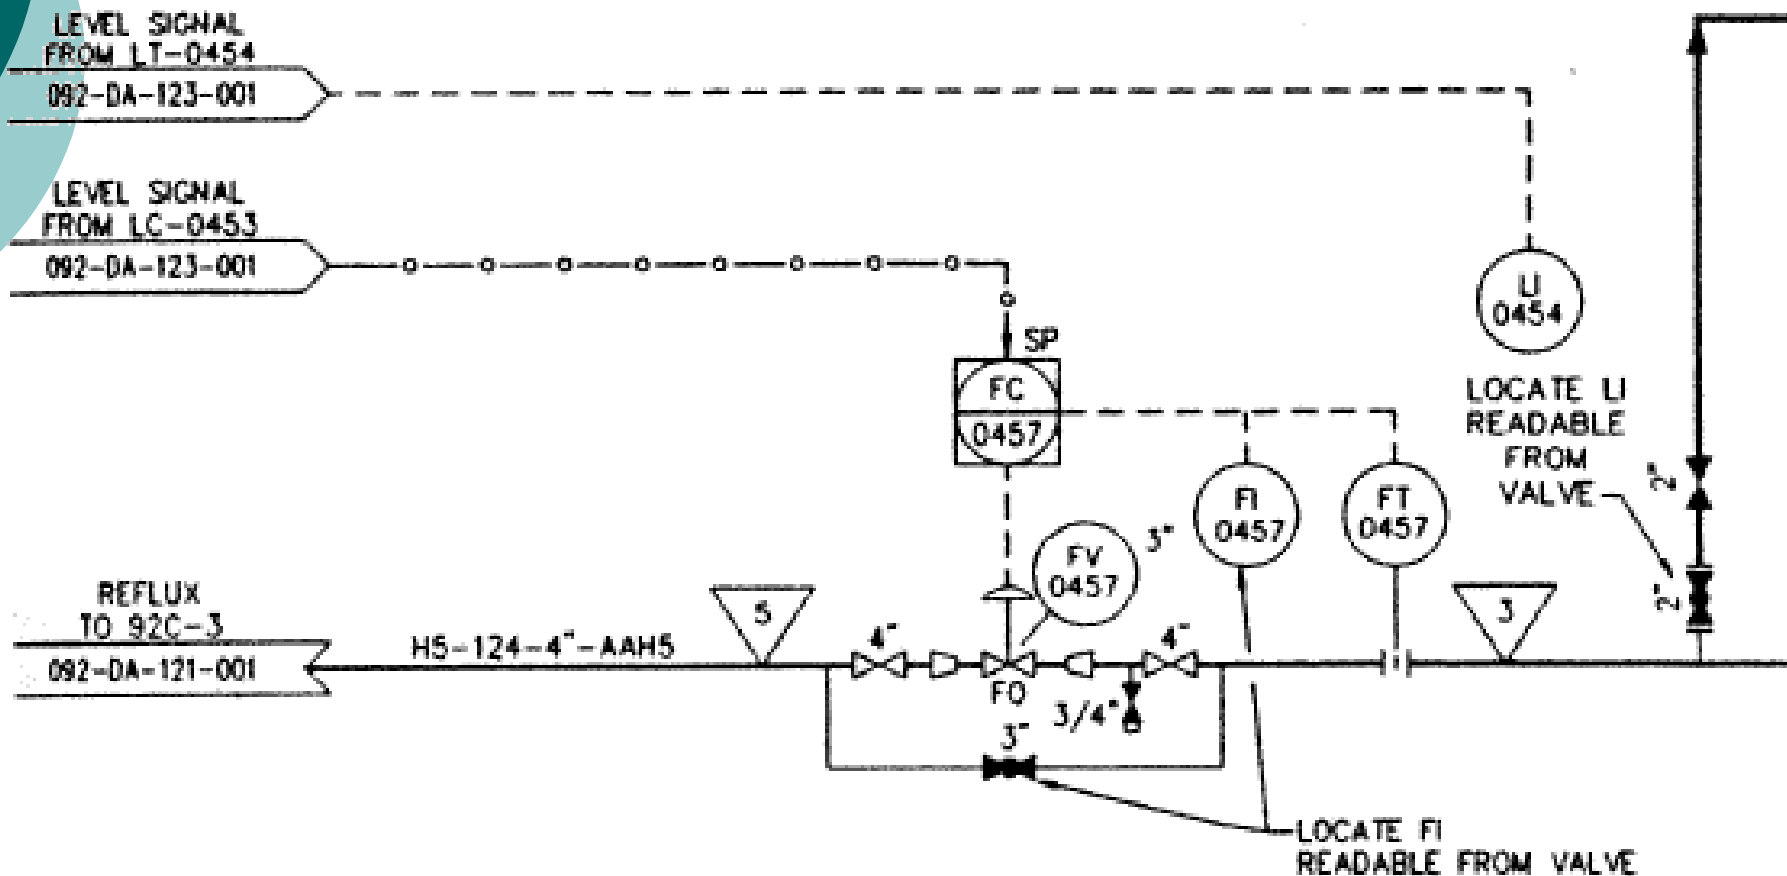 LEVEL SIGNAL
FROM LT-0454
092-DA-123-001
LEVEL SIGNAL
FROM LC-0453
092-DA-123-001
SP
FC
0457
LI
0454
LOCATE LI
READABLE
FROM
VALVE
2"
2"
FI
0457
FT
0457
FV
0457
3"
REFLUX
TO 92C-3
092-DA-121-001
HS-124-4"-AAHS
5
4"
FO
4"
3/4"
3"
3
LOCATE FI
READABLE FROM VALVE